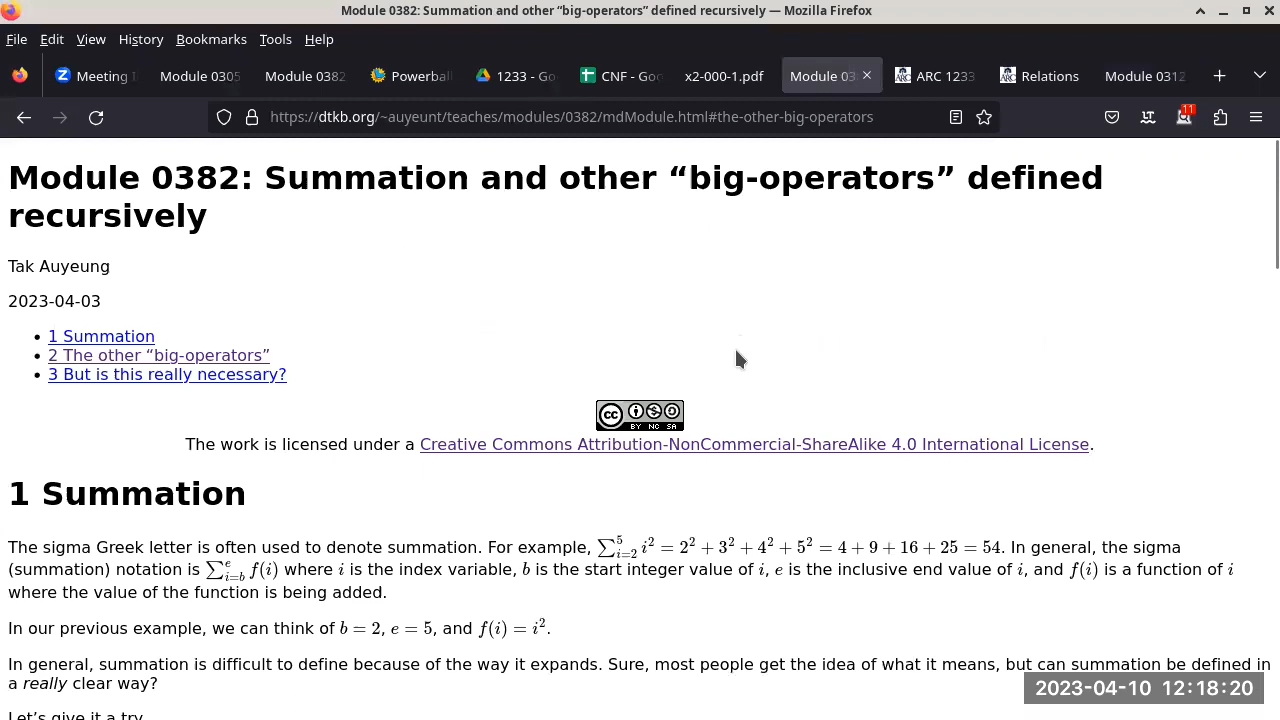 Module 0382: Summation and other “big-operators” defined recursively — Mozilla Firefox
File Edit View History Bookmarks Tools Help
Meeting Module 0305 Module 0382 Powerball 1233 - Go CNF - Goo x2-000-1.pdf Module 03 ARC 1233 Relations Module 0312
https://dtkb.org/~auyeunt/teaches/modules/0382/mdModule.html#the-other-big-operators 11
Module 0382: Summation and other “big-operators” defined
recursively
Tak Auyeung
2023-04-03
• 1 Summation
• 2 The other “big-operators”
• 3 But is this really necessary?
cc BY NC SA
The work is licensed under a Creative Commons Attribution-NonCommercial-ShareAlike 4.0 International License.
1 Summation
The sigma Greek letter is often used to denote summation. For example, ∑_{i=2}^{5} i² = 2² + 3² + 4² + 5² = 4 + 9 + 16 + 25 = 54. In general, the sigma
(summation) notation is ∑_{i=b}^{e} f(i) where i is the index variable, b is the start integer value of i, e is the inclusive end value of i, and f(i) is a function of i
where the value of the function is being added.
In our previous example, we can think of b = 2, e = 5, and f(i) = i².
In general, summation is difficult to define because of the way it expands. Sure, most people get the idea of what it means, but can summation be defined in
a really clear way?
Let’s give it a try.
2023-04-10 12:18:20